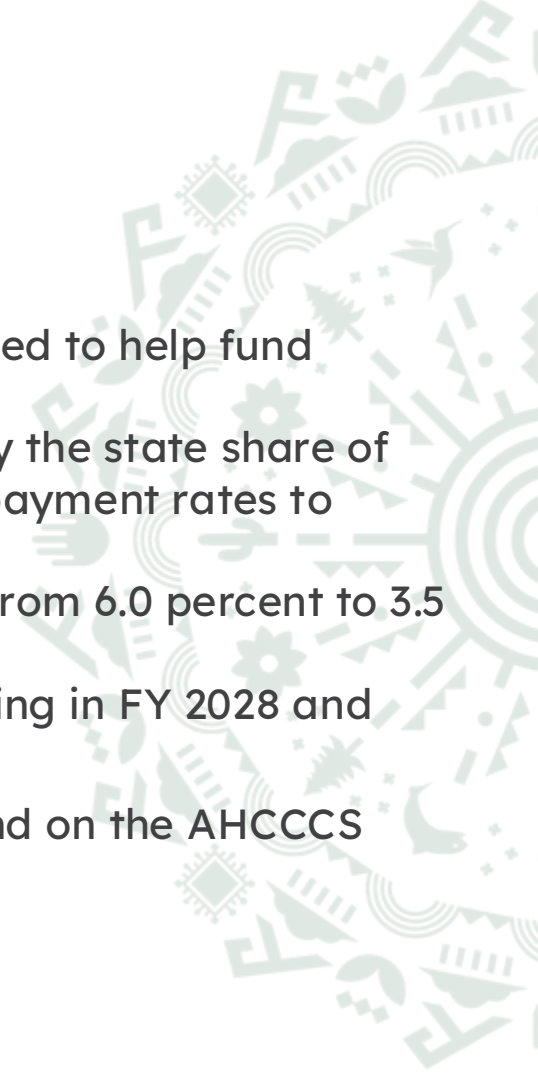 ed to help fund
y the state share of
payment rates to
rom 6.0 percent to 3.5
ing in FY 2028 and
nd on the AHCCCS